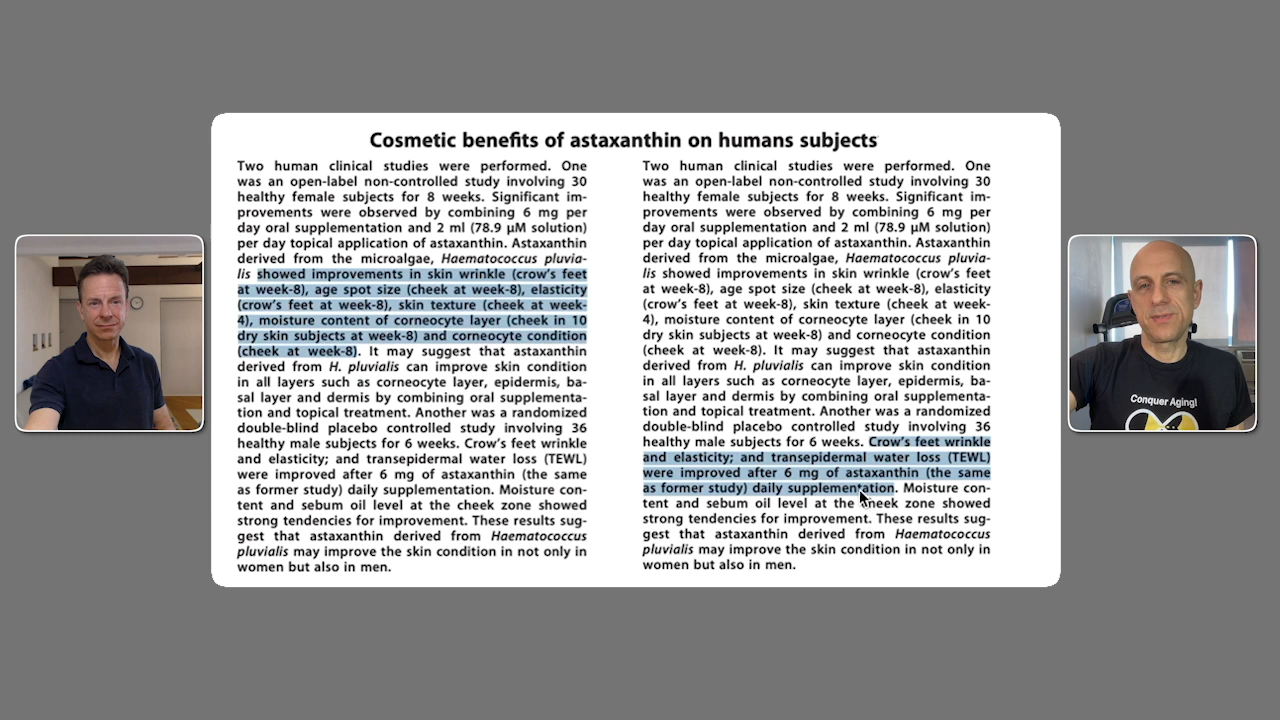 Cosmetic benefits of astaxanthin on humans subjects
Two human clinical studies were performed. One
was an open-label non-controlled study involving 30
healthy female subjects for 8 weeks. Significant im-
provements were observed by combining 6 mg per
day oral supplementation and 2 ml (78.9 μM solution)
per day topical application of astaxanthin. Astaxanthin
derived from the microalgae, Haematococcus pluvia-
lis showed improvements in skin wrinkle (crow's feet
at week-8), age spot size (cheek at week-8), elasticity
(crow's feet at week-8), skin texture (cheek at week-
4), moisture content of corneocyte layer (cheek in 10
dry skin subjects at week-8) and corneocyte condition
(cheek at week-8). It may suggest that astaxanthin
derived from H. pluvialis can improve skin condition
in all layers such as corneocyte layer, epidermis, ba-
sal layer and dermis by combining oral supplementa-
tion and topical treatment. Another was a randomized
double-blind placebo controlled study involving 36
healthy male subjects for 6 weeks. Crow's feet wrinkle
and elasticity; and transepidermal water loss (TEWL)
were improved after 6 mg of astaxanthin (the same
as former study) daily supplementation. Moisture con-
tent and sebum oil level at the cheek zone showed
strong tendencies for improvement. These results sug-
gest that astaxanthin derived from Haematococcus
pluvialis may improve the skin condition in not only in
women but also in men.
Two human clinical studies were performed. One
was an open-label non-controlled study involving 30
healthy female subjects for 8 weeks. Significant im-
provements were observed by combining 6 mg per
day oral supplementation and 2 ml (78.9 μM solution)
per day topical application of astaxanthin. Astaxanthin
derived from the microalgae, Haematococcus pluvia-
lis showed improvements in skin wrinkle (crow's feet
at week-8), age spot size (cheek at week-8), elasticity
(crow's feet at week-8), skin texture (cheek at week-
4), moisture content of corneocyte layer (cheek in 10
dry skin subjects at week-8) and corneocyte condition
(cheek at week-8). It may suggest that astaxanthin
derived from H. pluvialis can improve skin condition
in all layers such as corneocyte layer, epidermis, ba-
sal layer and dermis by combining oral supplementa-
tion and topical treatment. Another was a randomized
double-blind placebo controlled study involving 36
healthy male subjects for 6 weeks. Crow's feet wrinkle
and elasticity; and transepidermal water loss (TEWL)
were improved after 6 mg of astaxanthin (the same
as former study) daily supplementation. Moisture con-
tent and sebum oil level at the cheek zone showed
strong tendencies for improvement. These results sug-
gest that astaxanthin derived from Haematococcus
pluvialis may improve the skin condition in not only in
women but also in men.
Conquer Aging!